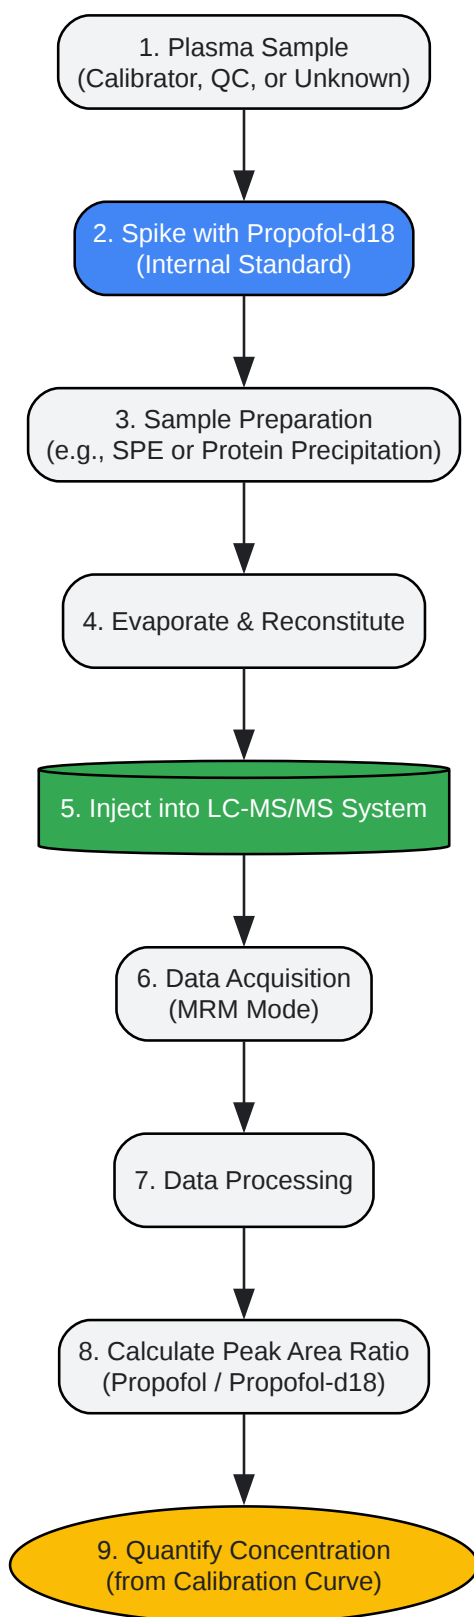 1. Plasma Sample
(Calibrator, QC, or Unknown)
2. Spike with Propofol-d18
(Internal Standard)
3. Sample Preparation
(e.g., SPE or Protein Precipitation)
4. Evaporate & Reconstitute
5. Inject into LC-MS/MS System
6. Data Acquisition
(MRM Mode)
7. Data Processing
8. Calculate Peak Area Ratio
(Propofol / Propofol-d18)
9. Quantify Concentration
(from Calibration Curve)